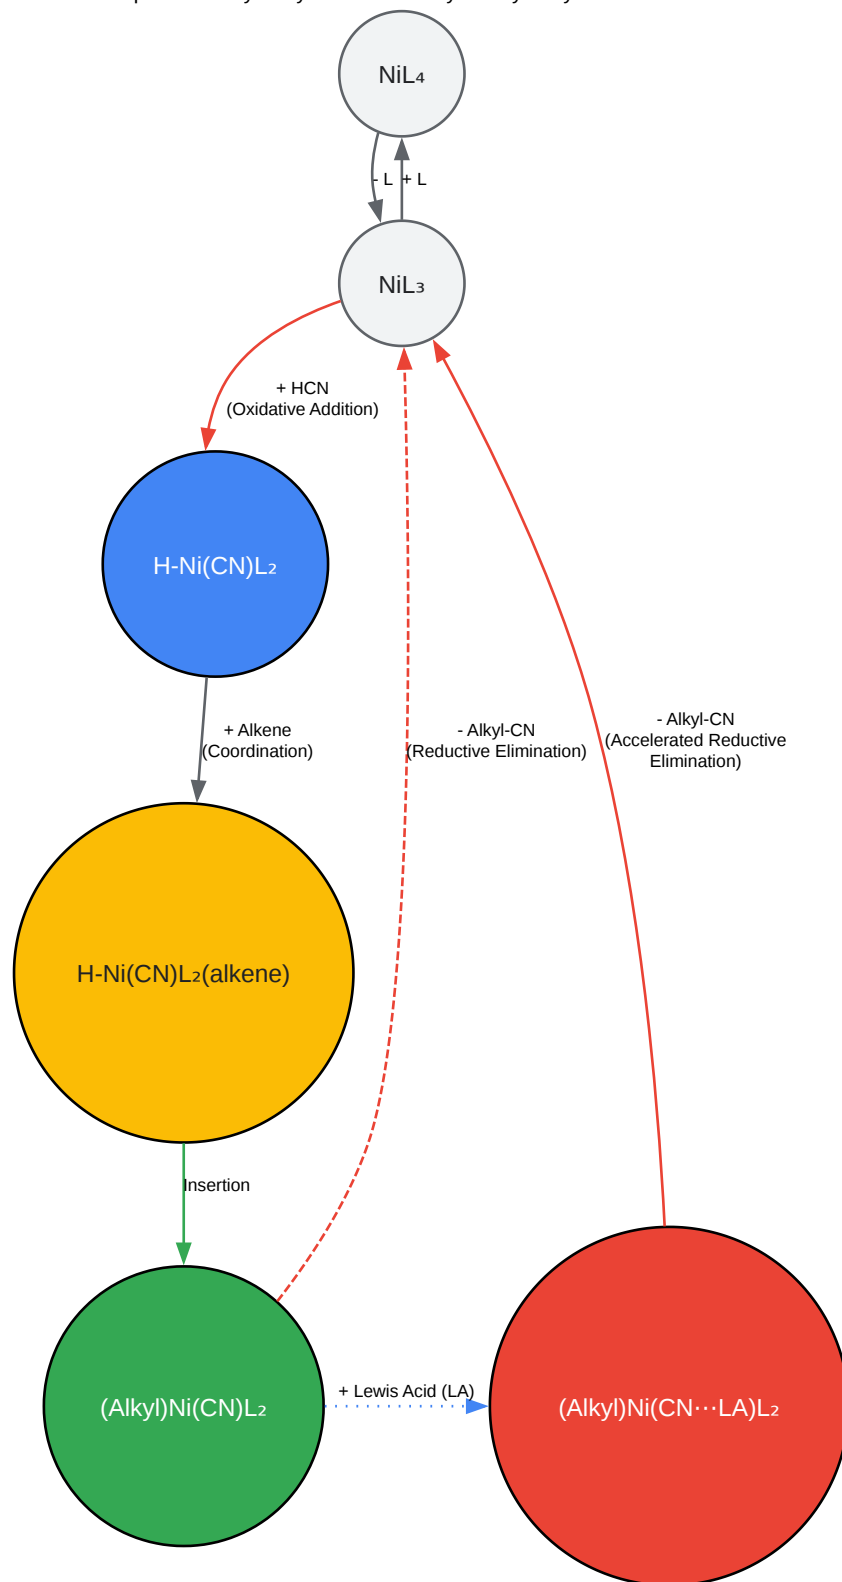 NiL₄
- L + L
NiL₃
+ HCN
(Oxidative Addition)
H-Ni(CN)L₂
+ Alkene
(Coordination)
- Alkyl-CN
(Reductive Elimination)
- Alkyl-CN
(Accelerated Reductive
Elimination)
H-Ni(CN)L₂(alkene)
Insertion
(Alkyl)Ni(CN)L₂
+ Lewis Acid (LA)
(Alkyl)Ni(CN⋯LA)L₂